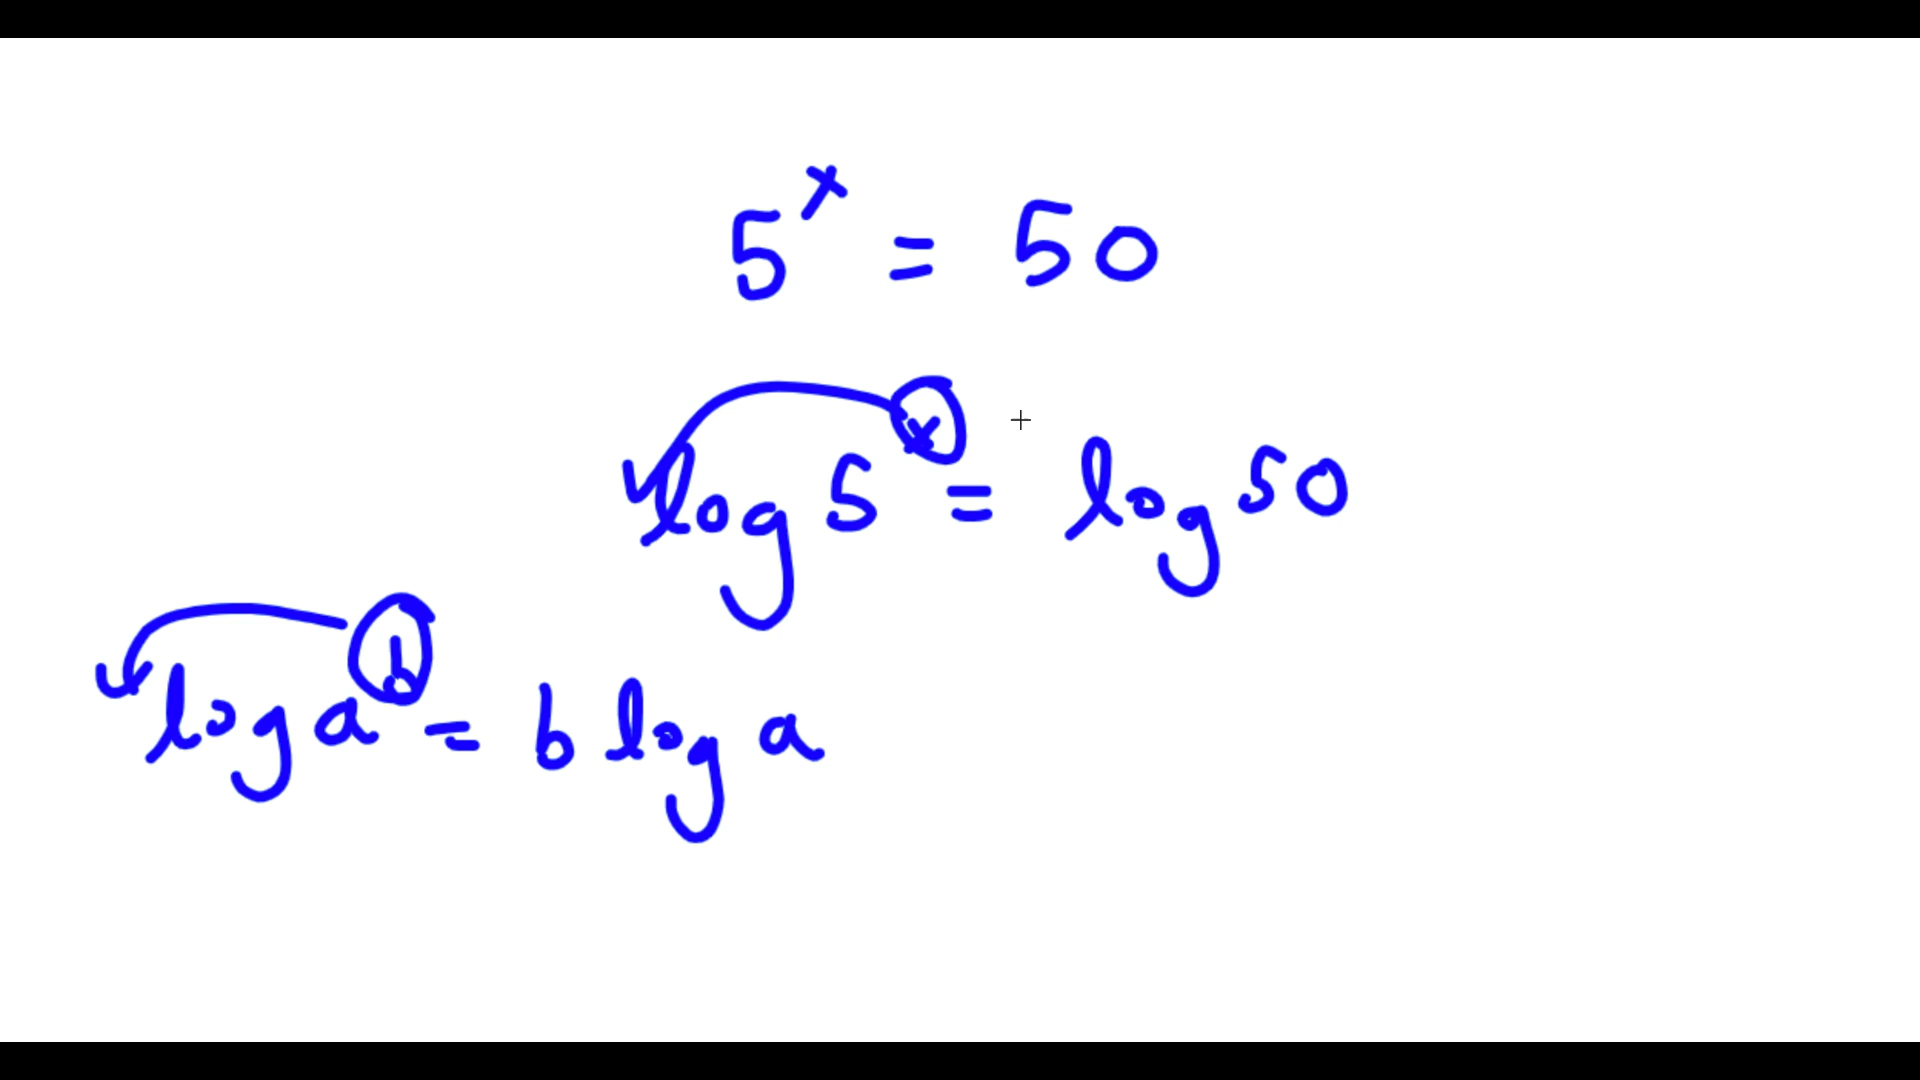 5^x = 50
log 5^x = log 50
log a^b = b log a